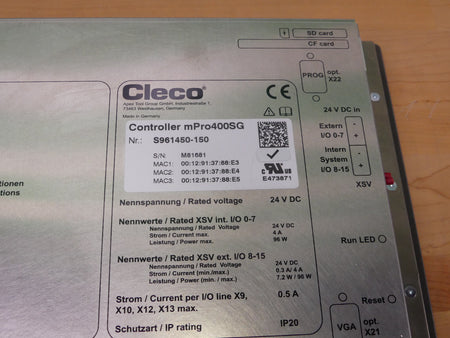 SD card
CF card
PROG
opt.
X22
Cleco
CE
Apex Tool Group GmbH, Industriestraße 1,
73463 Westhausen, Germany
Made in Germany
24 V DC in
Controller mPro400SG
Nr.: S961450-150
S/N: M81681
MAC1: 00:12:91:37:88:E3
MAC2: 00:12:91:37:88:E4
MAC3: 00:12:91:37:88:E5
c UL us
E473871
Extern
I/O 0-7
+
-
Intern
System
I/O 8-15
+
-
XSV
Nennspannung / Rated voltage 24 V DC
Nennwerte / Rated XSV int. I/O 0-7
Nennspannung / Rated Voltage 24 V DC
Strom / Current max. 4 A
Leistung / Power max. 96 W
Nennwerte / Rated XSV ext. I/O 8-15
Nennspannung / Rated Voltage 24 V DC
Strom / Current (min./max.) 0.3 A/ 4 A
Leistung / Power (min. / max.) 7.2 W / 96 W
Strom / Current per I/O line X9, 0.5 A
X10, X12, X13 max.
Schutzart / IP rating IP20
Run LED
Reset
VGA
opt.
X21
itionen
tions